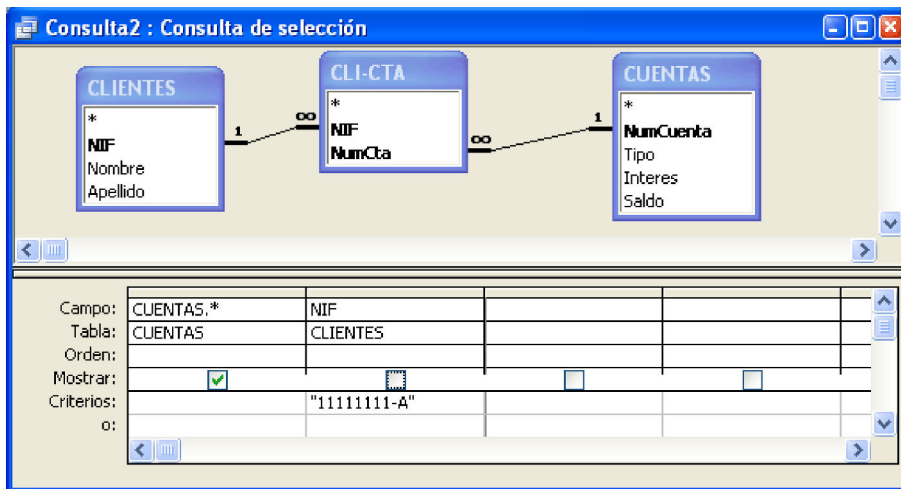 Consulta2 : Consulta de selección
CLIENTES
*
NIF
Nombre
Apellido
1
∞
CLI-CTA
*
NIF
NumCta
∞
1
CUENTAS
*
NumCuenta
Tipo
Interes
Saldo
Campo: CUENTAS.* NIF
Tabla: CUENTAS CLIENTES
Orden:
Mostrar:
Criterios: "11111111-A"
o: